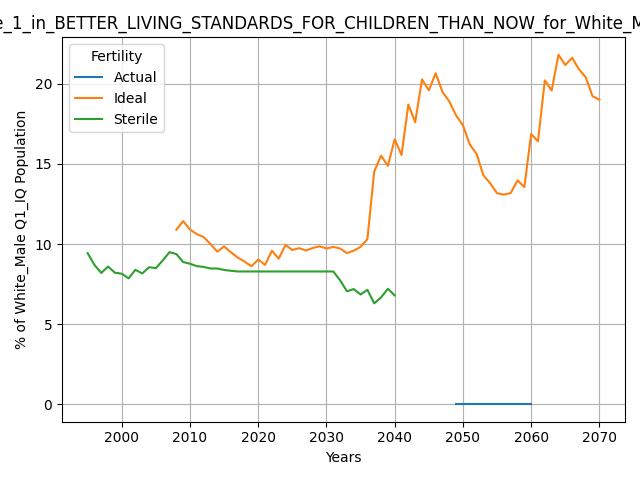 e_1_in_BETTER_LIVING_STANDARDS_FOR_CHILDREN_THAN_NOW_for_White_M
Fertility
Actual
Ideal
Sterile
% of White_Male Q1_IQ Population
20
15
10
5
0
2000 2010 2020 2030 2040 2050 2060 2070
Years